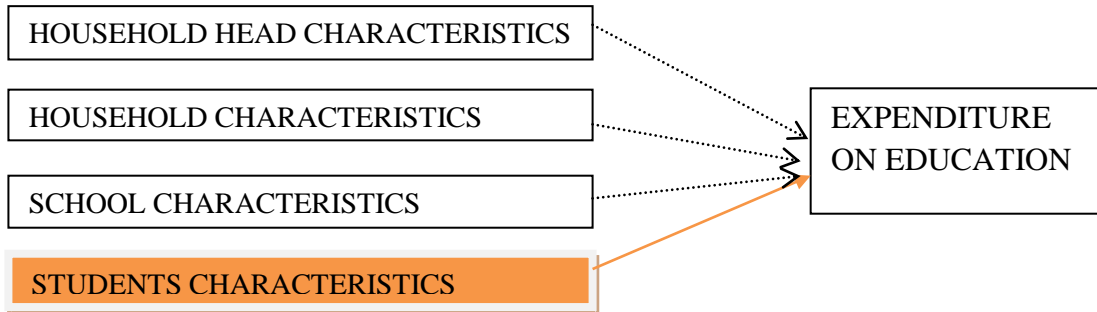 HOUSEHOLD HEAD CHARACTERISTICS
HOUSEHOLD CHARACTERISTICS
SCHOOL CHARACTERISTICS
STUDENTS CHARACTERISTICS
EXPENDITURE
ON EDUCATION